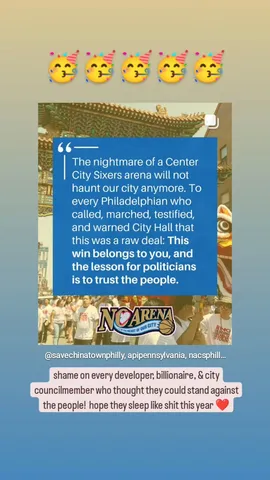 The nightmare of a Center
City Sixers arena will not
haunt our city anymore. To
every Philadelphian who
called, marched, testified,
and warned City Hall that
this was a raw deal: This
win belongs to you, and
the lesson for politicians
is to trust the people.
NO ARENA
@savechinatownphilly, apipennsylvania, nacsphill...
shame on every developer, billionaire, & city
councilmember who thought they could stand against
the people! hope they sleep like shit this year ❤️